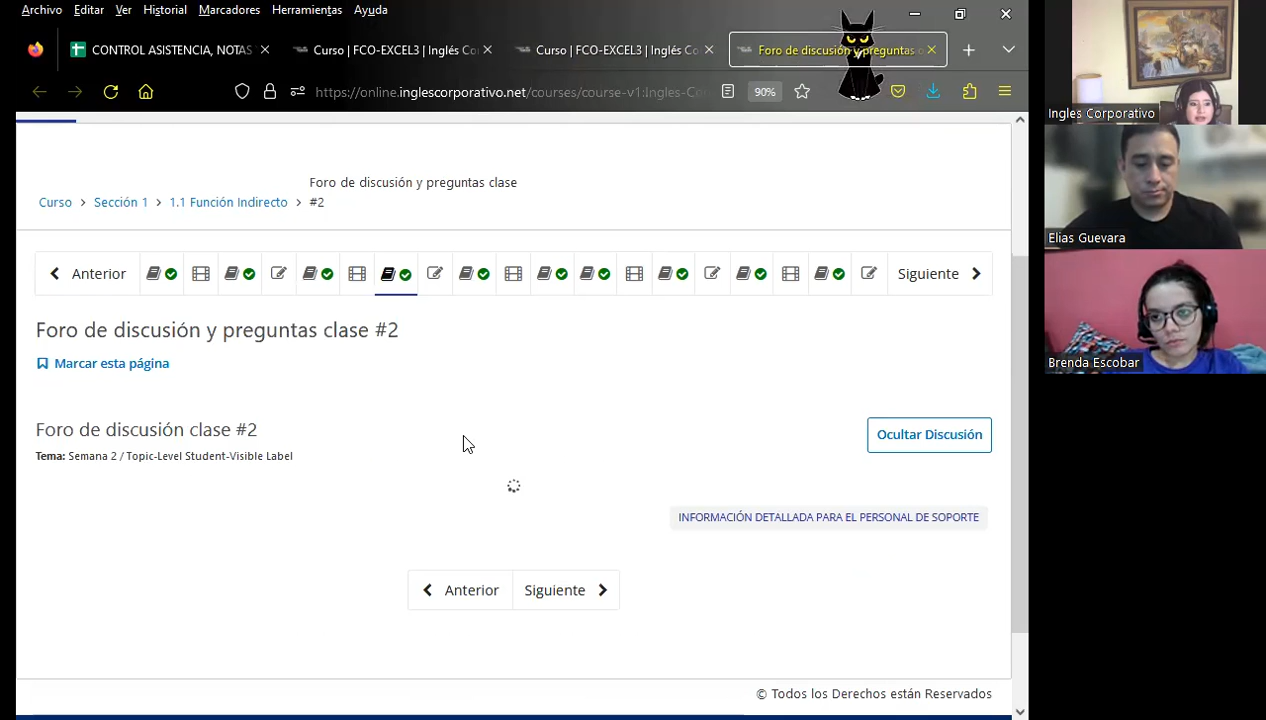 Archivo Editar Ver Historial Marcadores Herramientas Ayuda
CONTROL ASISTENCIA, NOTAS
Curso | FCO-EXCEL3 | Inglés Co
Curso | FCO-EXCEL3 | Inglés Co
Foro de discusión y preguntas
https://online.inglescorporativo.net/courses/course-v1:Ingles-Co
90%
Foro de discusión y preguntas clase
Curso > Sección 1 > 1.1 Función Indirecto > #2
Anterior
Siguiente
Foro de discusión y preguntas clase #2
Marcar esta página
Foro de discusión clase #2
Ocultar Discusión
Tema: Semana 2 / Topic-Level Student-Visible Label
INFORMACIÓN DETALLADA PARA EL PERSONAL DE SOPORTE
Anterior
Siguiente
© Todos los Derechos están Reservados
Ingles Corporativo
Elias Guevara
Brenda Escobar